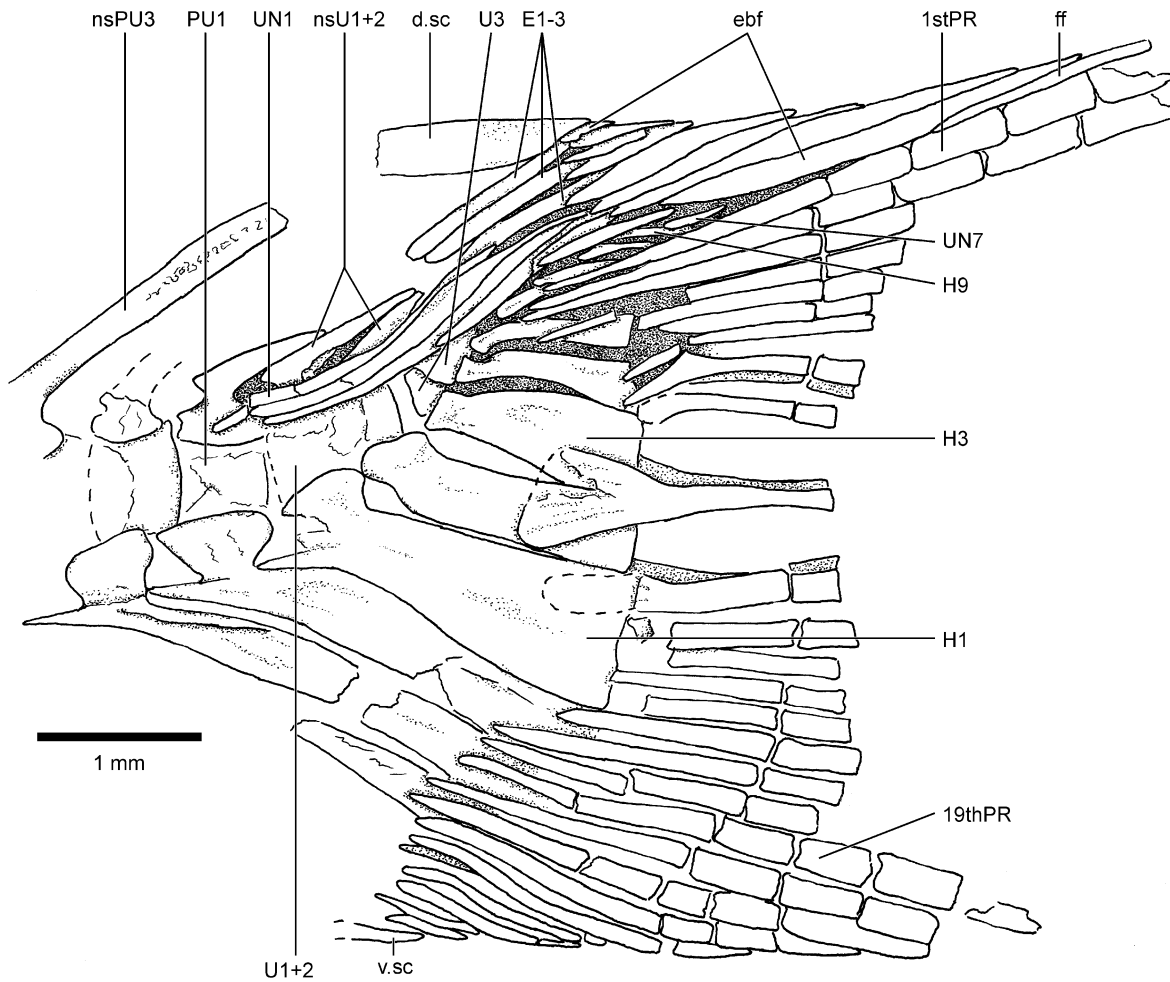 nsPU3 PU1 UN1 nsU1+2 d.sc U3 E1-3 ebf 1stPR ff
UN7
H9
H3
H1
1 mm
19thPR
U1+2 v.sc